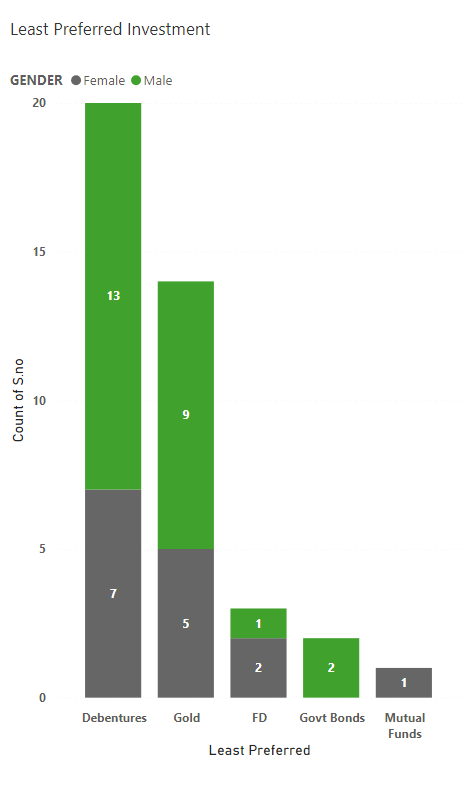 Least Preferred Investment
GENDER Female Male
20
15
10
5
0
Count of S.no
13
7
9
5
1
2
2
1
Debentures Gold FD Govt Bonds Mutual
Funds
Least Preferred